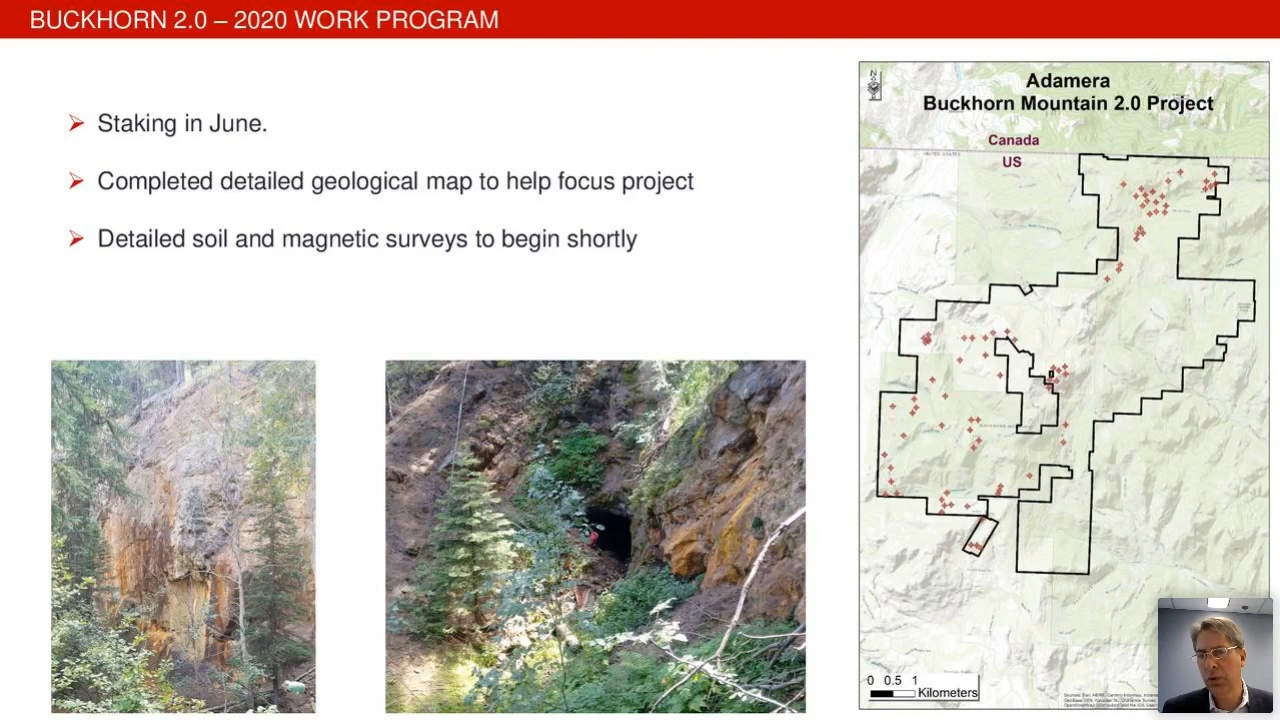 BUCKHORN 2.0 – 2020 WORK PROGRAM
Staking in June.
Completed detailed geological map to help focus project
Detailed soil and magnetic surveys to begin shortly
N
Adamera
Buckhorn Mountain 2.0 Project
Canada
US
0 0.5 1
Kilometers